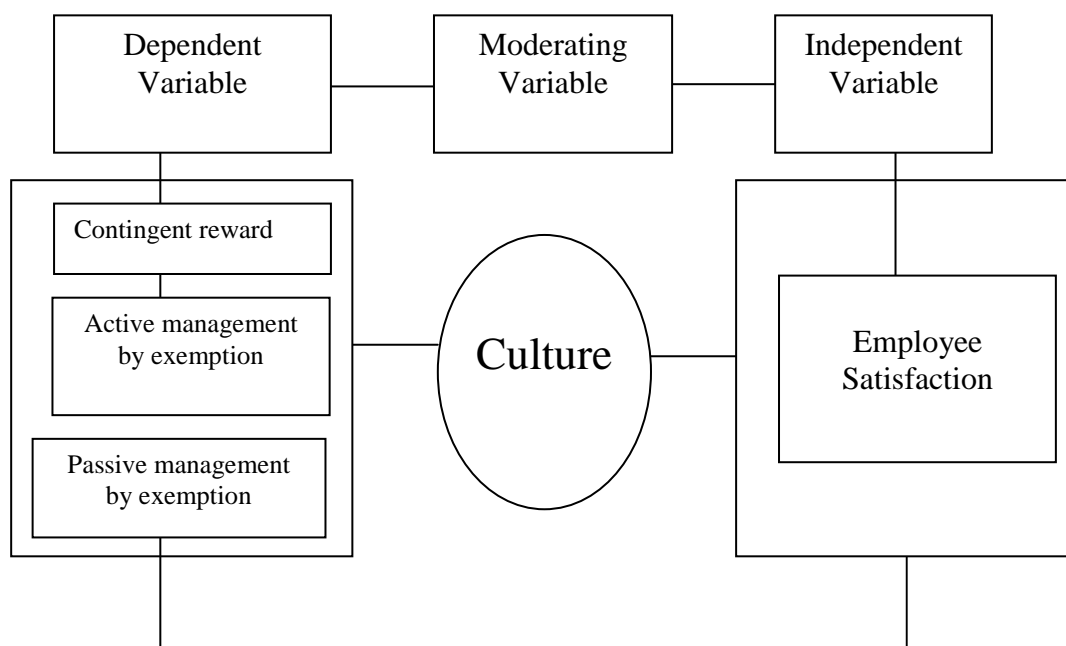 Dependent
Variable
Moderating
Variable
Independent
Variable
Contingent reward
Active management
by exemption
Passive management
by exemption
Culture
Employee
Satisfaction